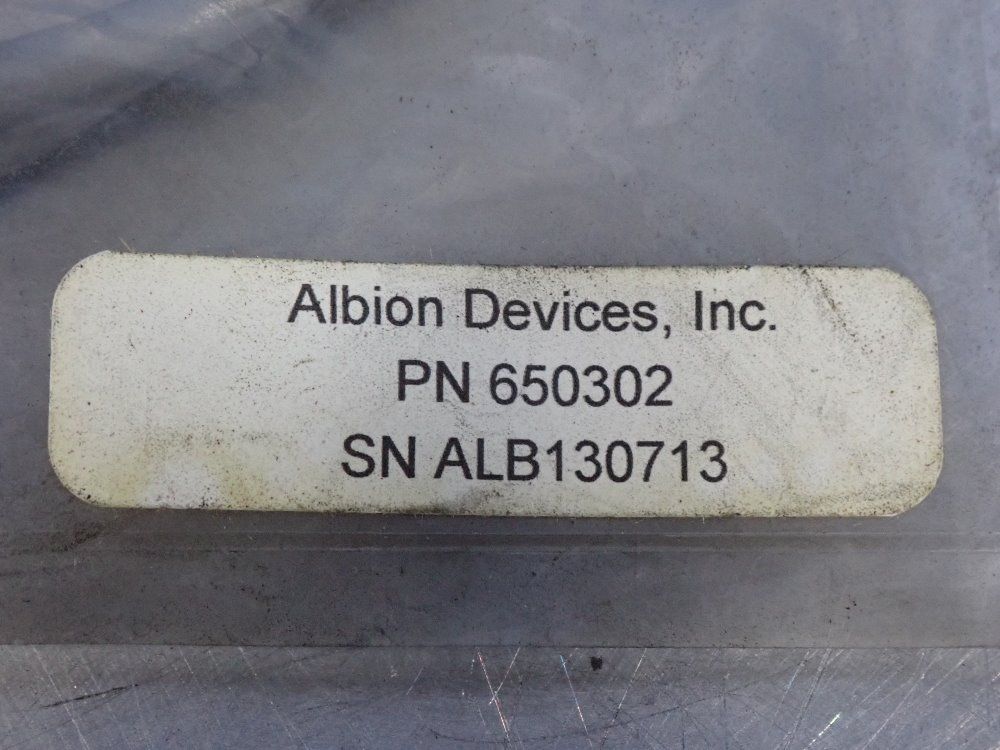 Albion Devices, Inc.
PN 650302
SN ALB130713